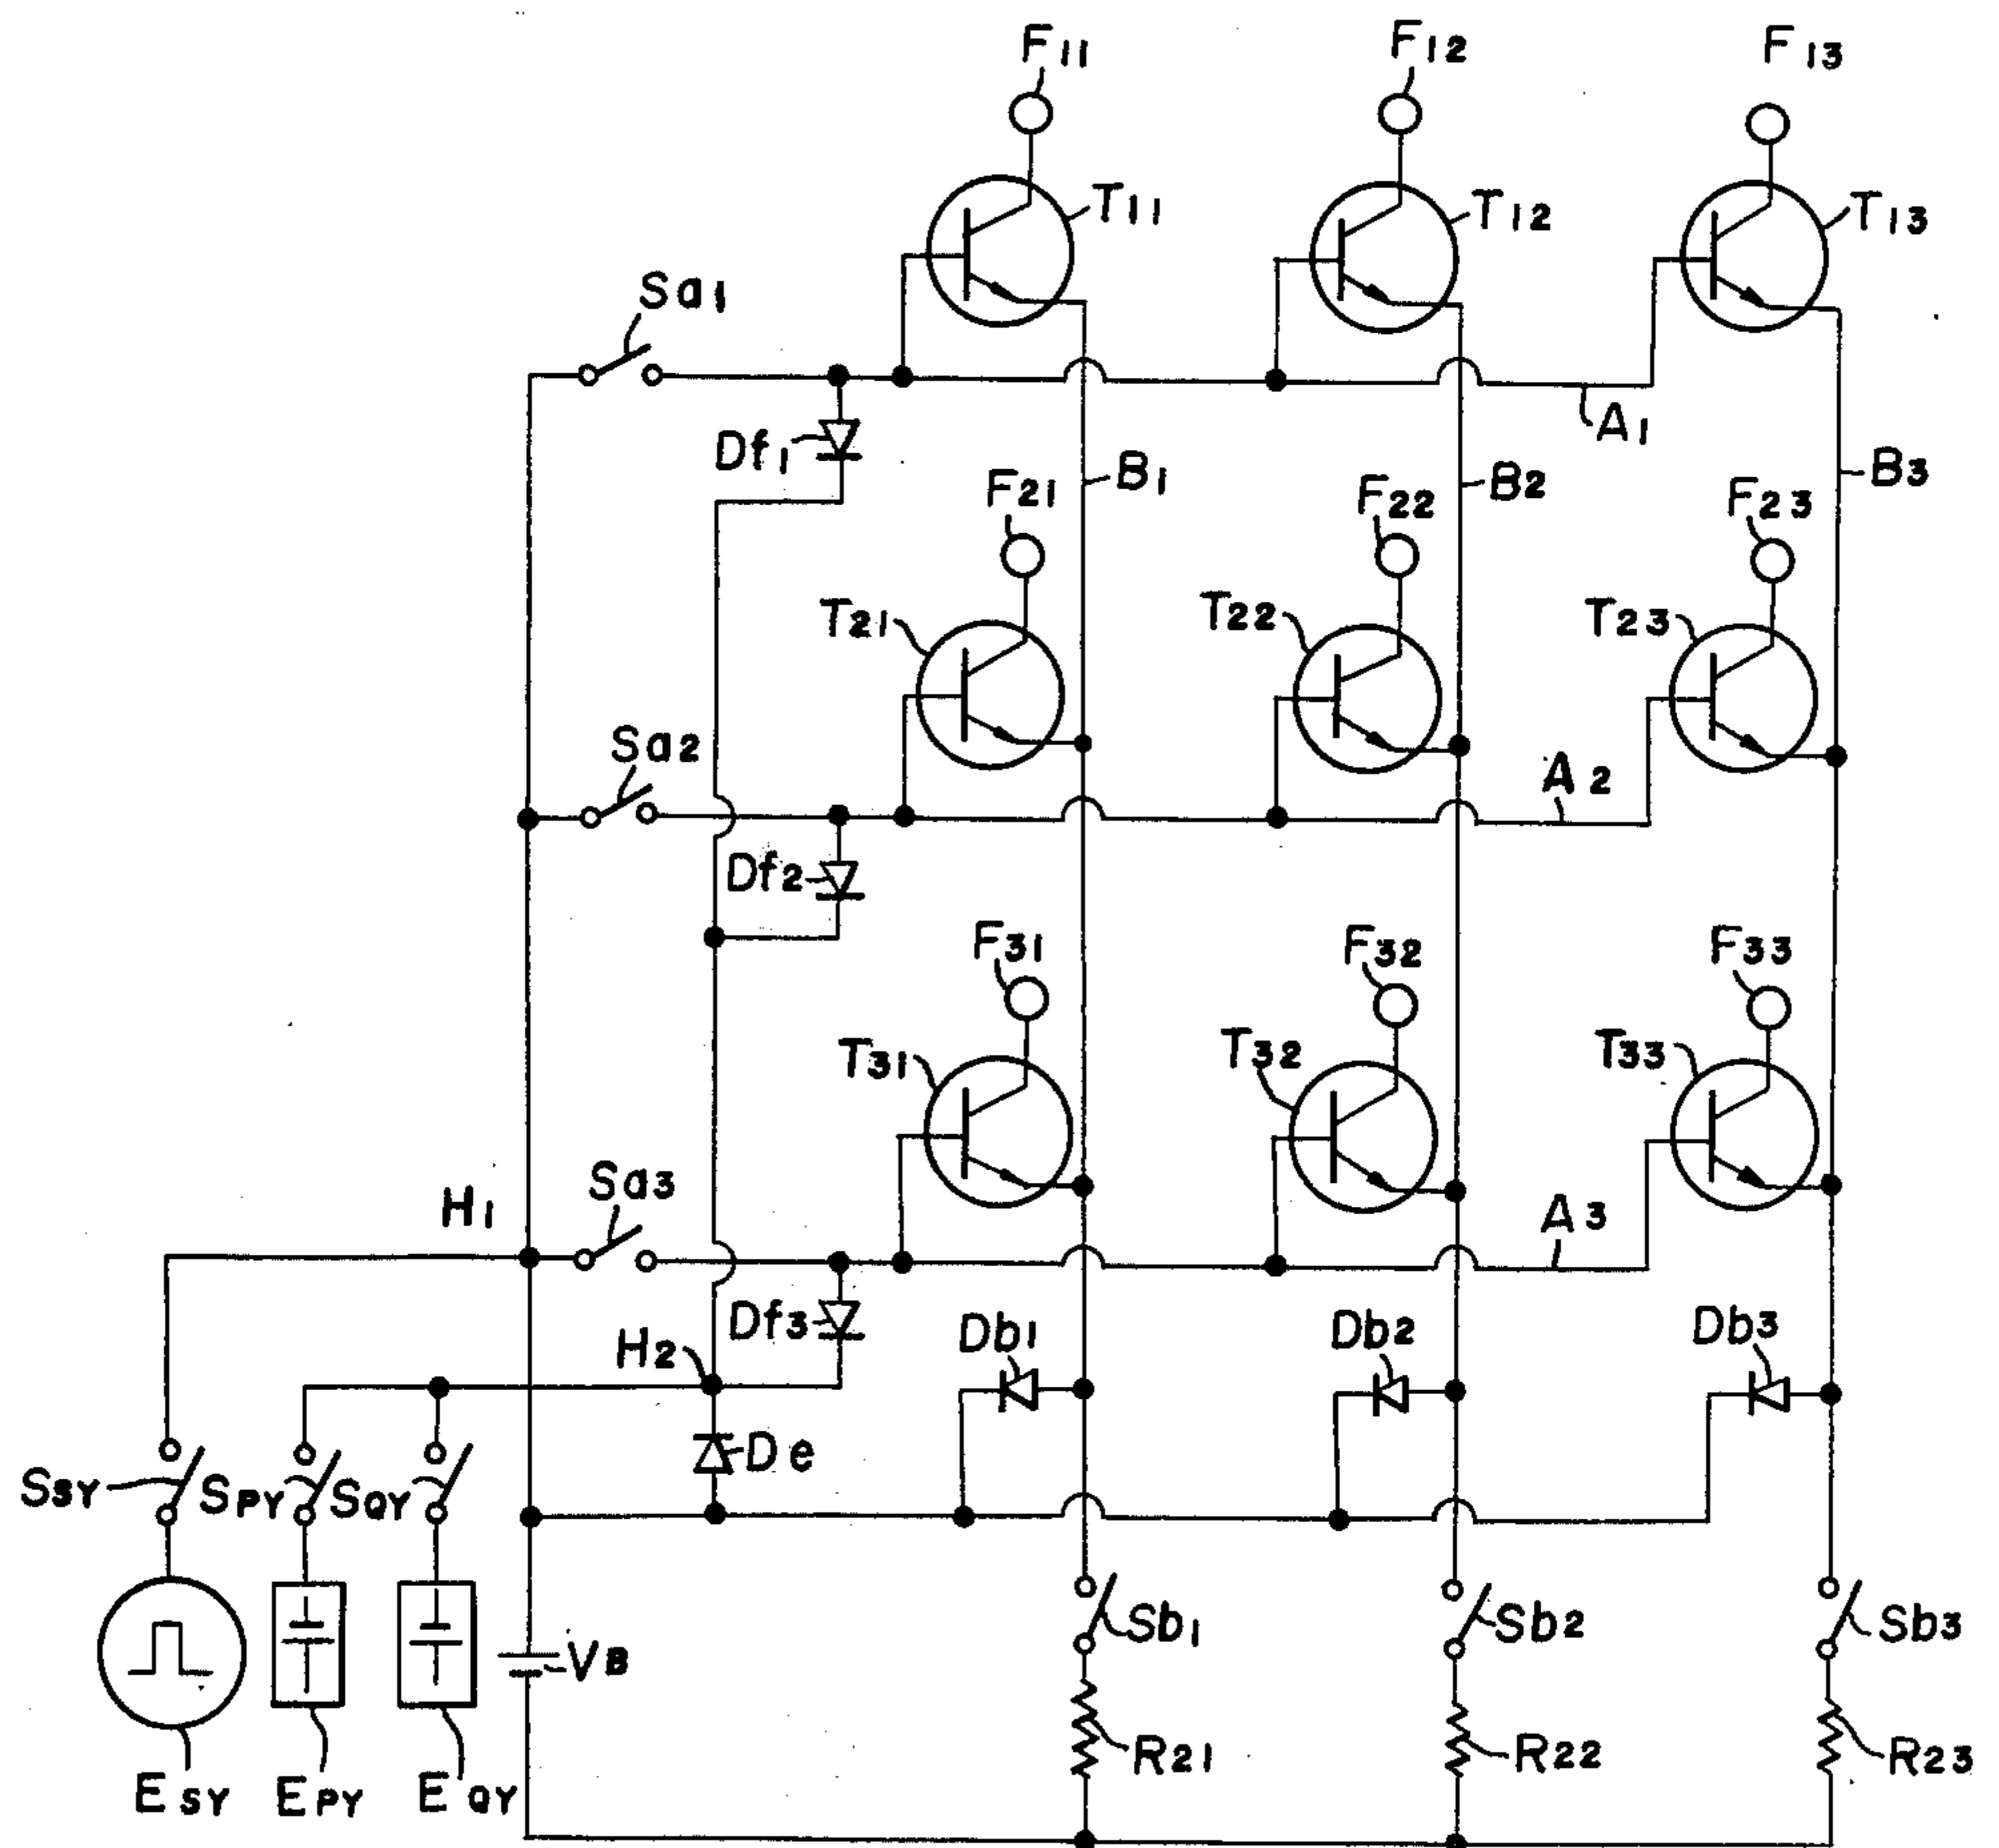 F11 F12 F13
T11 T12 T13
Sa1
A1
Df1 B1 B2 B3
F21 F22 F23
T21 T22 T23
Sa2 A2
Df2
F31 F32 F33
T31 T32 T33
H1 Sa3 A3
H2 Df3 Db1 Db2 Db3
De
SSY SPY SQY
VB Sb1 Sb2 Sb3
R21 R22 R23
ESY EPY EQY